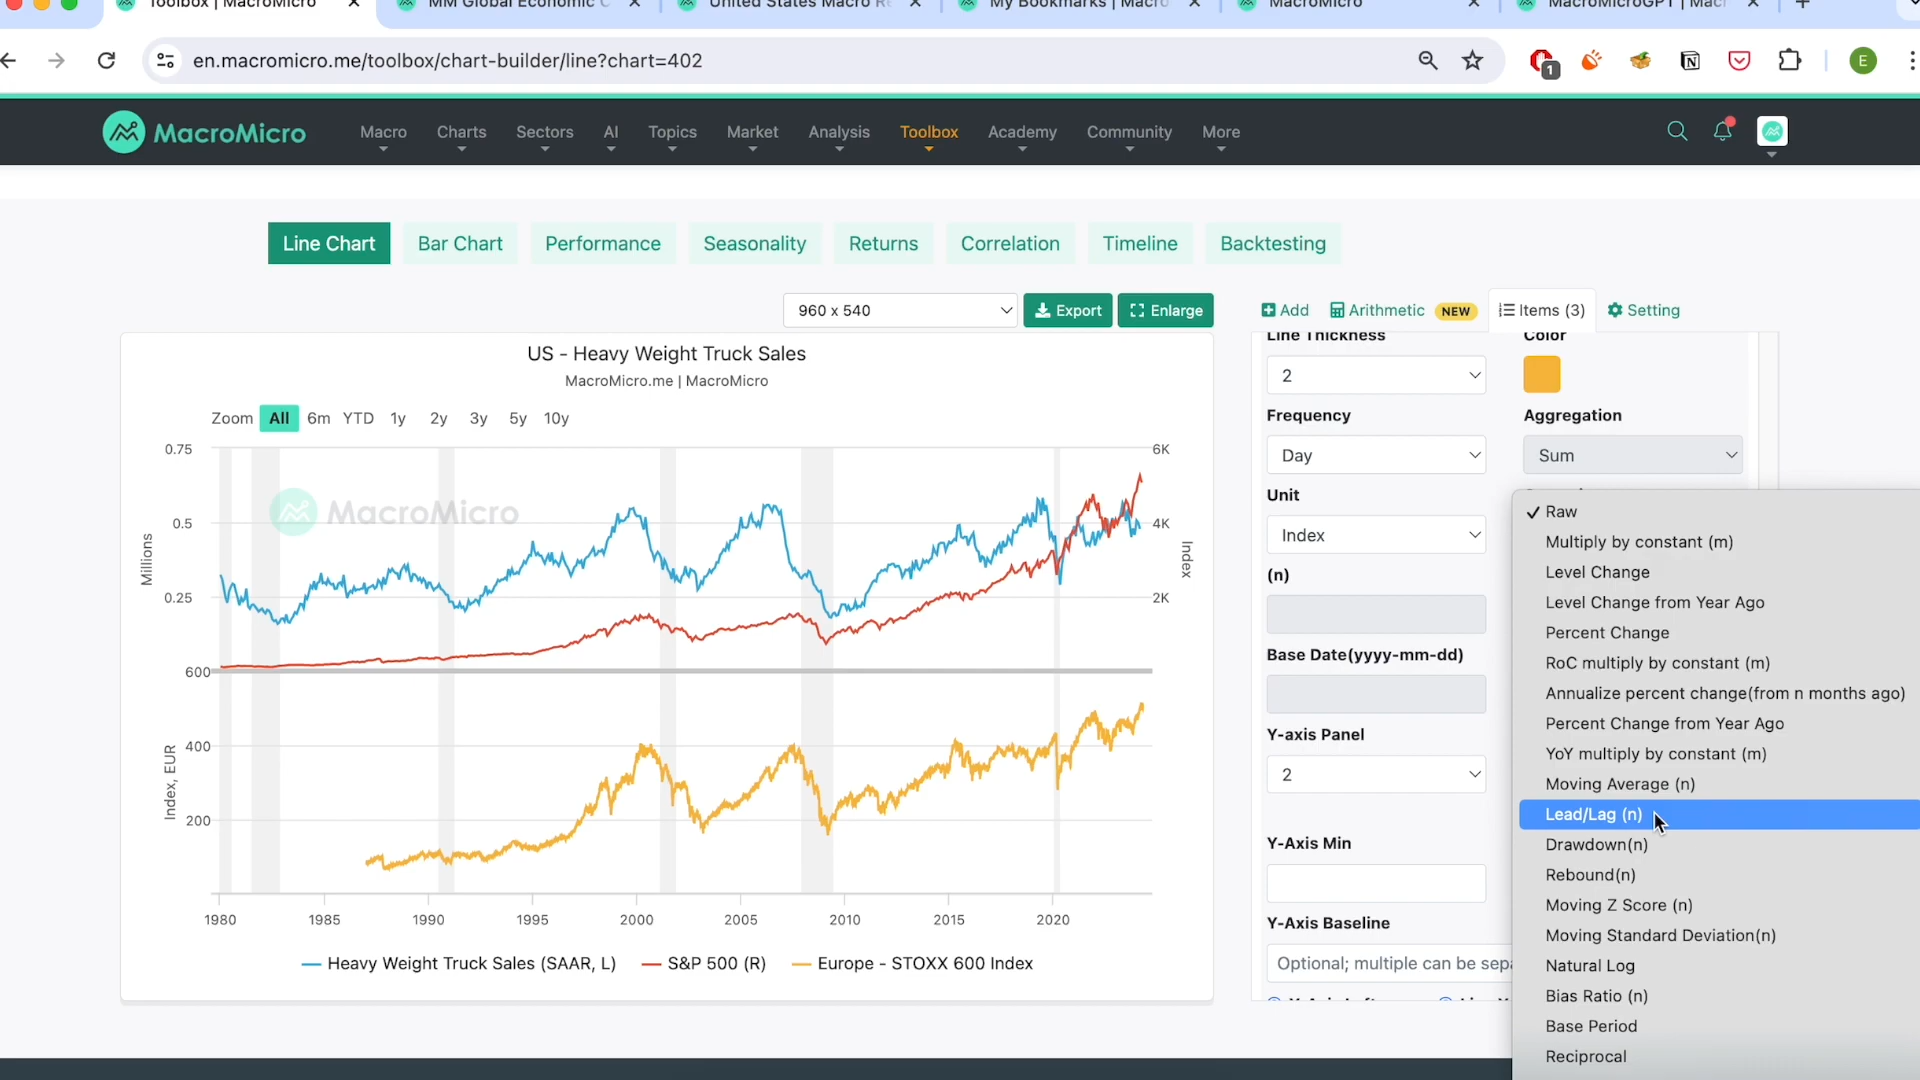 Toolbox | MacroMicro
MM Global Economic C
United States Macro Re
My Bookmarks | Macro
MacroMicro
MacroMicroGPT | Mac
en.macromicro.me/toolbox/chart-builder/line?chart=402
1
E
MacroMicro
Macro
Charts
Sectors
AI
Topics
Market
Analysis
Toolbox
Academy
Community
More
Line Chart
Bar Chart
Performance
Seasonality
Returns
Correlation
Timeline
Backtesting
960 x 540
Export
Enlarge
Add
Arithmetic
NEW
Items (3)
Setting
US - Heavy Weight Truck Sales
MacroMicro.me | MacroMicro
Zoom
All
6m
YTD
1y
2y
3y
5y
10y
0.75
0.5
0.25
Millions
6K
4K
2K
Index
MacroMicro
600
400
200
Index, EUR
1980
1985
1990
1995
2000
2005
2010
2015
2020
Heavy Weight Truck Sales (SAAR, L)
S&P 500 (R)
Europe - STOXX 600 Index
Line Thickness
Color
2
Frequency
Aggregation
Day
Sum
Unit
Index
(n)
Base Date(yyyy-mm-dd)
Y-axis Panel
2
Y-Axis Min
Y-Axis Baseline
Optional; multiple can be sepa
Raw
Multiply by constant (m)
Level Change
Level Change from Year Ago
Percent Change
RoC multiply by constant (m)
Annualize percent change(from n months ago)
Percent Change from Year Ago
YoY multiply by constant (m)
Moving Average (n)
Lead/Lag (n)
Drawdown(n)
Rebound(n)
Moving Z Score (n)
Moving Standard Deviation(n)
Natural Log
Bias Ratio (n)
Base Period
Reciprocal